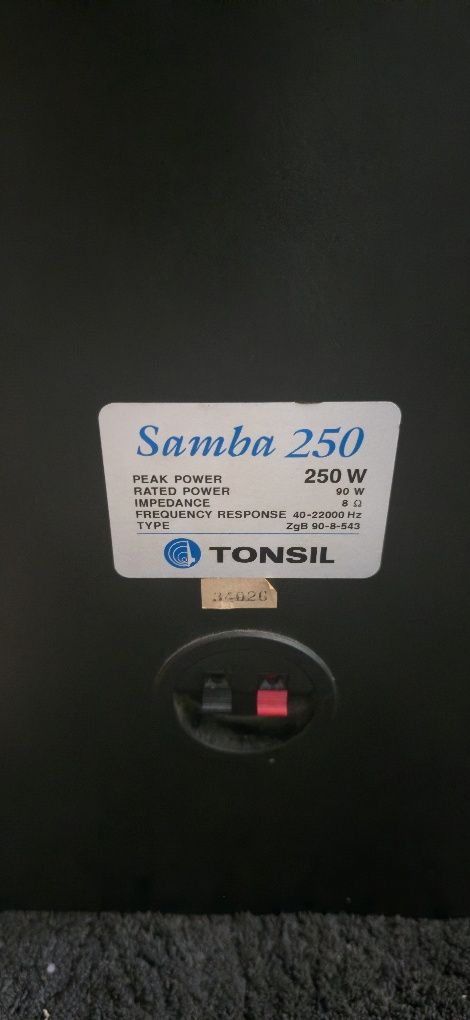 Samba 250
PEAK POWER 250 W
RATED POWER 90 W
IMPEDANCE 8 Ω
FREQUENCY RESPONSE 40-22000 Hz
TYPE ZgB 90-8-543
TONSIL
34026